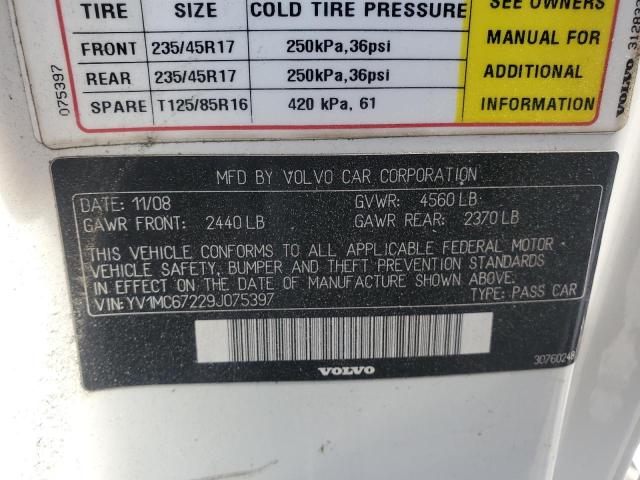 TIRE SIZE COLD TIRE PRESSURE
FRONT 235/45R17 250kPa,36psi
REAR 235/45R17 250kPa,36psi
SPARE T125/85R16 420 kPa, 61
SEE OWNERS
MANUAL FOR
ADDITIONAL
INFORMATION
075397
MFD BY VOLVO CAR CORPORATION
DATE: 11/08 GVWR: 4560 LB
GAWR FRONT: 2440 LB GAWR REAR: 2370 LB
THIS VEHICLE CONFORMS TO ALL APPLICABLE FEDERAL MOTOR
VEHICLE SAFETY, BUMPER AND THEFT PREVENTION STANDARDS
IN EFFECT ON THE DATE OF MANUFACTURE SHOWN ABOVE.
VIN: YV1MC67229J075397 TYPE: PASS CAR
30760248
VOLVO